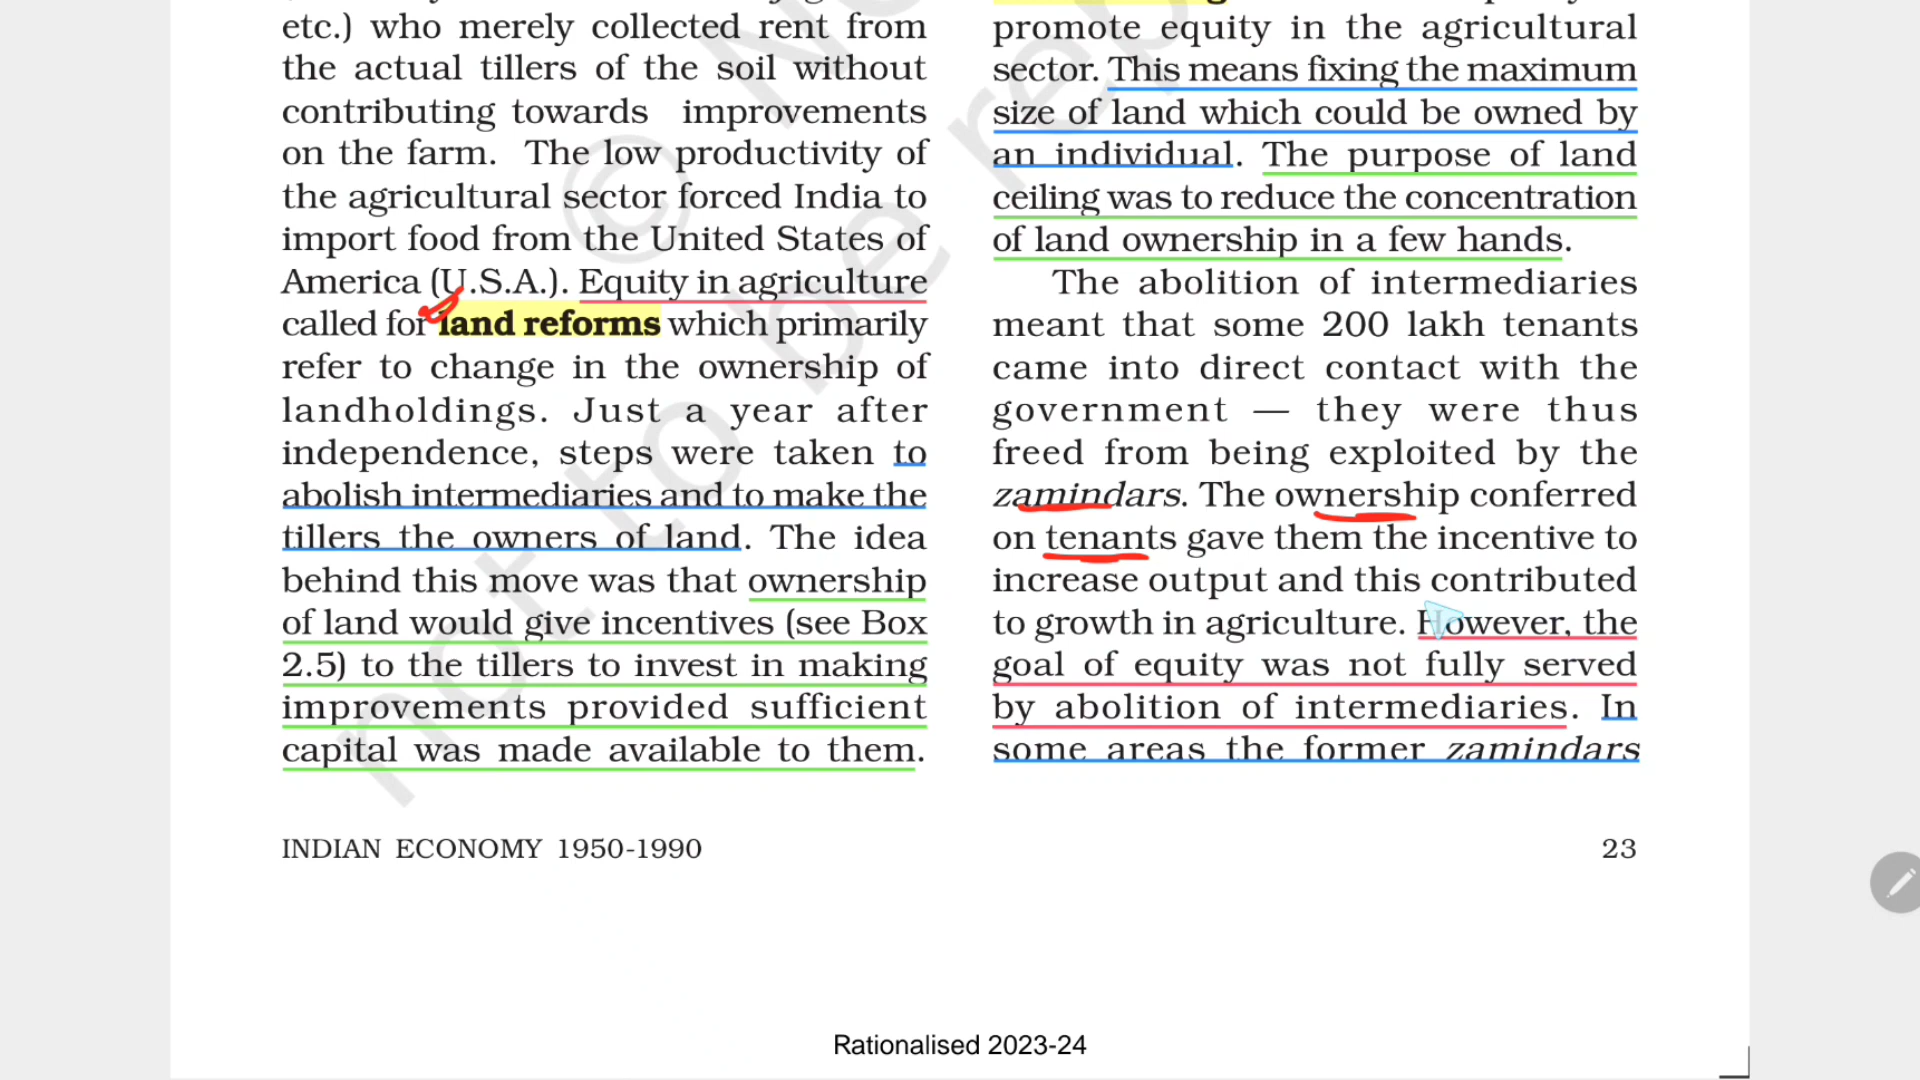 etc.) who merely collected rent from
the actual tillers of the soil without
contributing towards improvements
on the farm. The low productivity of
the agricultural sector forced India to
import food from the United States of
America (U.S.A.). Equity in agriculture
called for land reforms which primarily
refer to change in the ownership of
landholdings. Just a year after
independence, steps were taken to
abolish intermediaries and to make the
tillers the owners of land. The idea
behind this move was that ownership
of land would give incentives (see Box
2.5) to the tillers to invest in making
improvements provided sufficient
capital was made available to them.
promote equity in the agricultural
sector. This means fixing the maximum
size of land which could be owned by
an individual. The purpose of land
ceiling was to reduce the concentration
of land ownership in a few hands.
The abolition of intermediaries
meant that some 200 lakh tenants
came into direct contact with the
government — they were thus
freed from being exploited by the
zamindars. The ownership conferred
on tenants gave them the incentive to
increase output and this contributed
to growth in agriculture. However, the
goal of equity was not fully served
by abolition of intermediaries. In
some areas the former zamindars
INDIAN ECONOMY 1950-1990
23
Rationalised 2023-24
©
not to be rep